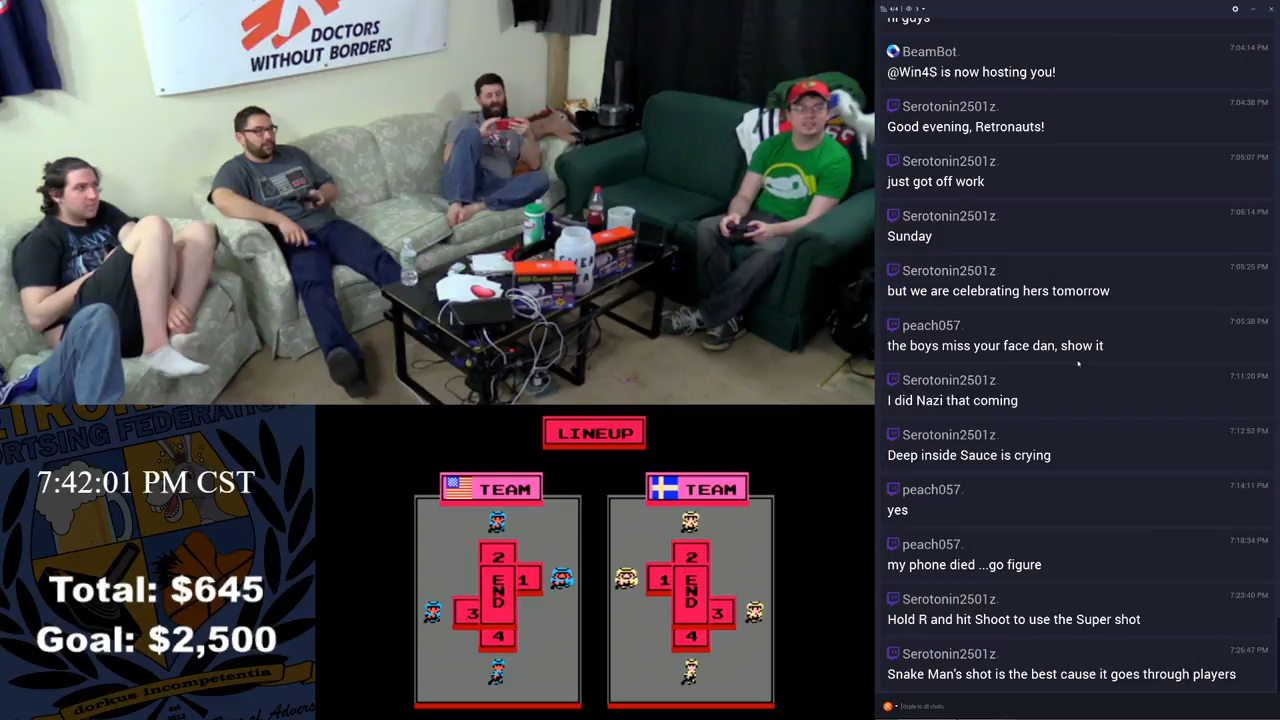 DOCTORS
WITHOUT BORDERS
7:42:01 PM CST
Total: $645
Goal: $2,500
dorkus incompetentia
LINEUP
TEAM
2
1
END
3
4
TEAM
2
1
END
3
4
4/4
3
hi guys
BeamBot.
7:04:14 PM
@Win4S is now hosting you!
Serotonin2501z.
7:04:38 PM
Good evening, Retronauts!
Serotonin2501z.
7:05:07 PM
just got off work
Serotonin2501z.
7:05:14 PM
Sunday
Serotonin2501z.
7:05:25 PM
but we are celebrating hers tomorrow
peach057.
7:05:38 PM
the boys miss your face dan, show it
Serotonin2501z.
7:11:20 PM
I did Nazi that coming
Serotonin2501z.
7:12:52 PM
Deep inside Sauce is crying
peach057.
7:14:11 PM
yes
peach057.
7:18:34 PM
my phone died ...go figure
Serotonin2501z.
7:23:40 PM
Hold R and hit Shoot to use the Super shot
Serotonin2501z.
7:26:47 PM
Snake Man's shot is the best cause it goes through players
Reply to all chats